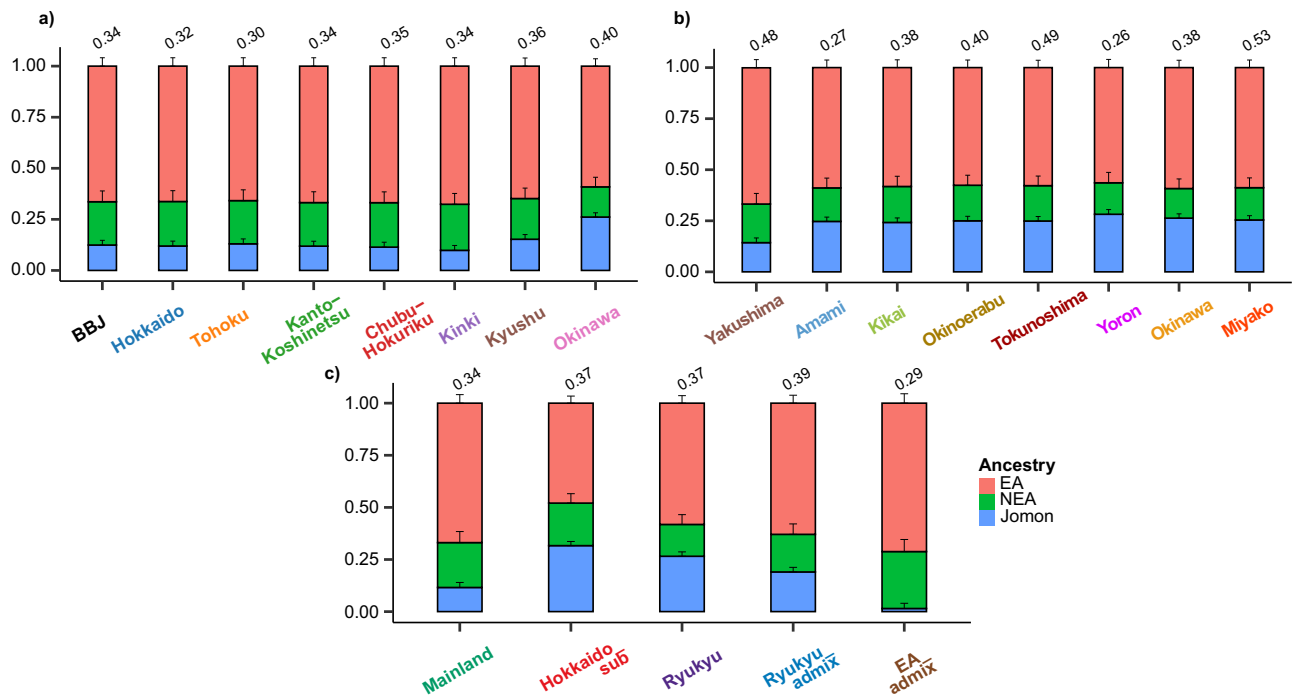 a)
0.34 0.32 0.30 0.34 0.35 0.34 0.36 0.40
1.00
0.75
0.50
0.25
0.00
BBJ
Hokkaido
Tohoku
Kanto–
Koshinetsu
Chubu–
Hokuriku
Kinki
Kyushu
Okinawa
b)
0.48 0.27 0.38 0.40 0.49 0.26 0.38 0.53
1.00
0.75
0.50
0.25
0.00
Yakushima
Amami
Kikai
Okinoerabu
Tokunoshima
Yoron
Okinawa
Miyako
c)
0.34 0.37 0.37 0.39 0.29
1.00
0.75
0.50
0.25
0.00
Mainland
Hokkaido_
sub
Ryukyu
Ryukyu_
admix
EA_
admix
Ancestry
EA
NEA
Jomon